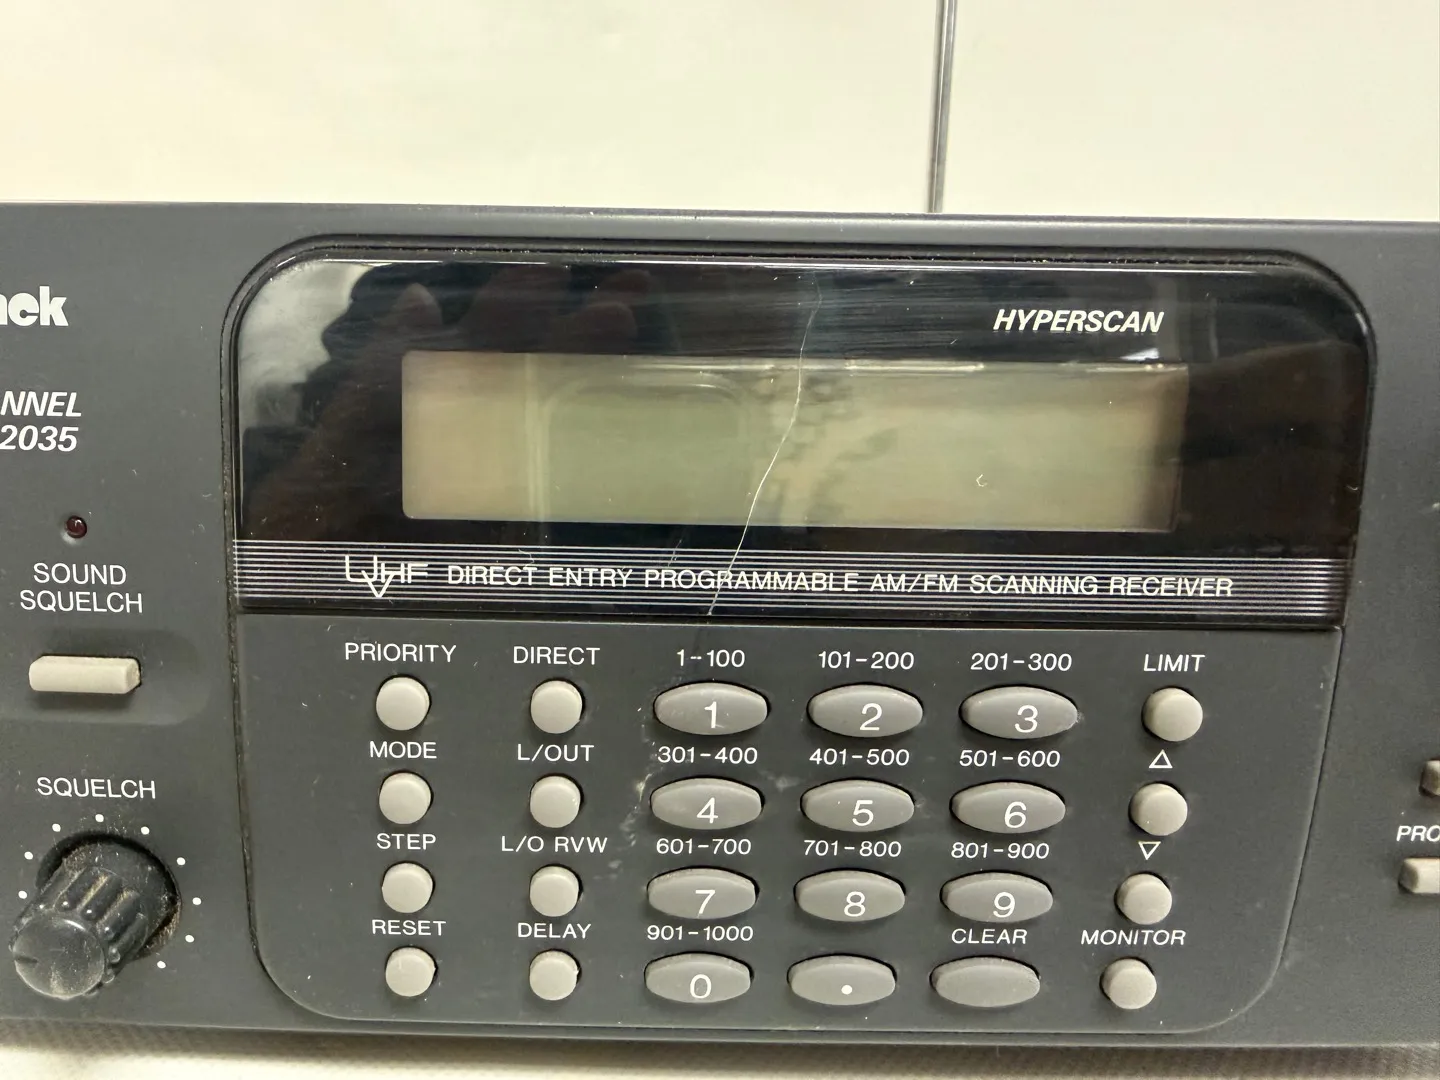 ack
HYPERSCAN
NNEL
2035
SOUND
SQUELCH
UHF DIRECT ENTRY PROGRAMMABLE AM/FM SCANNING RECEIVER
PRIORITY DIRECT 1-100 101-200 201-300 LIMIT
1 2 3
MODE L/OUT 301-400 401-500 501-600 △
SQUELCH
4 5 6
STEP L/O RVW 601-700 701-800 801-900 ▽
PRO
7 8 9
RESET DELAY 901-1000 CLEAR MONITOR
0 .